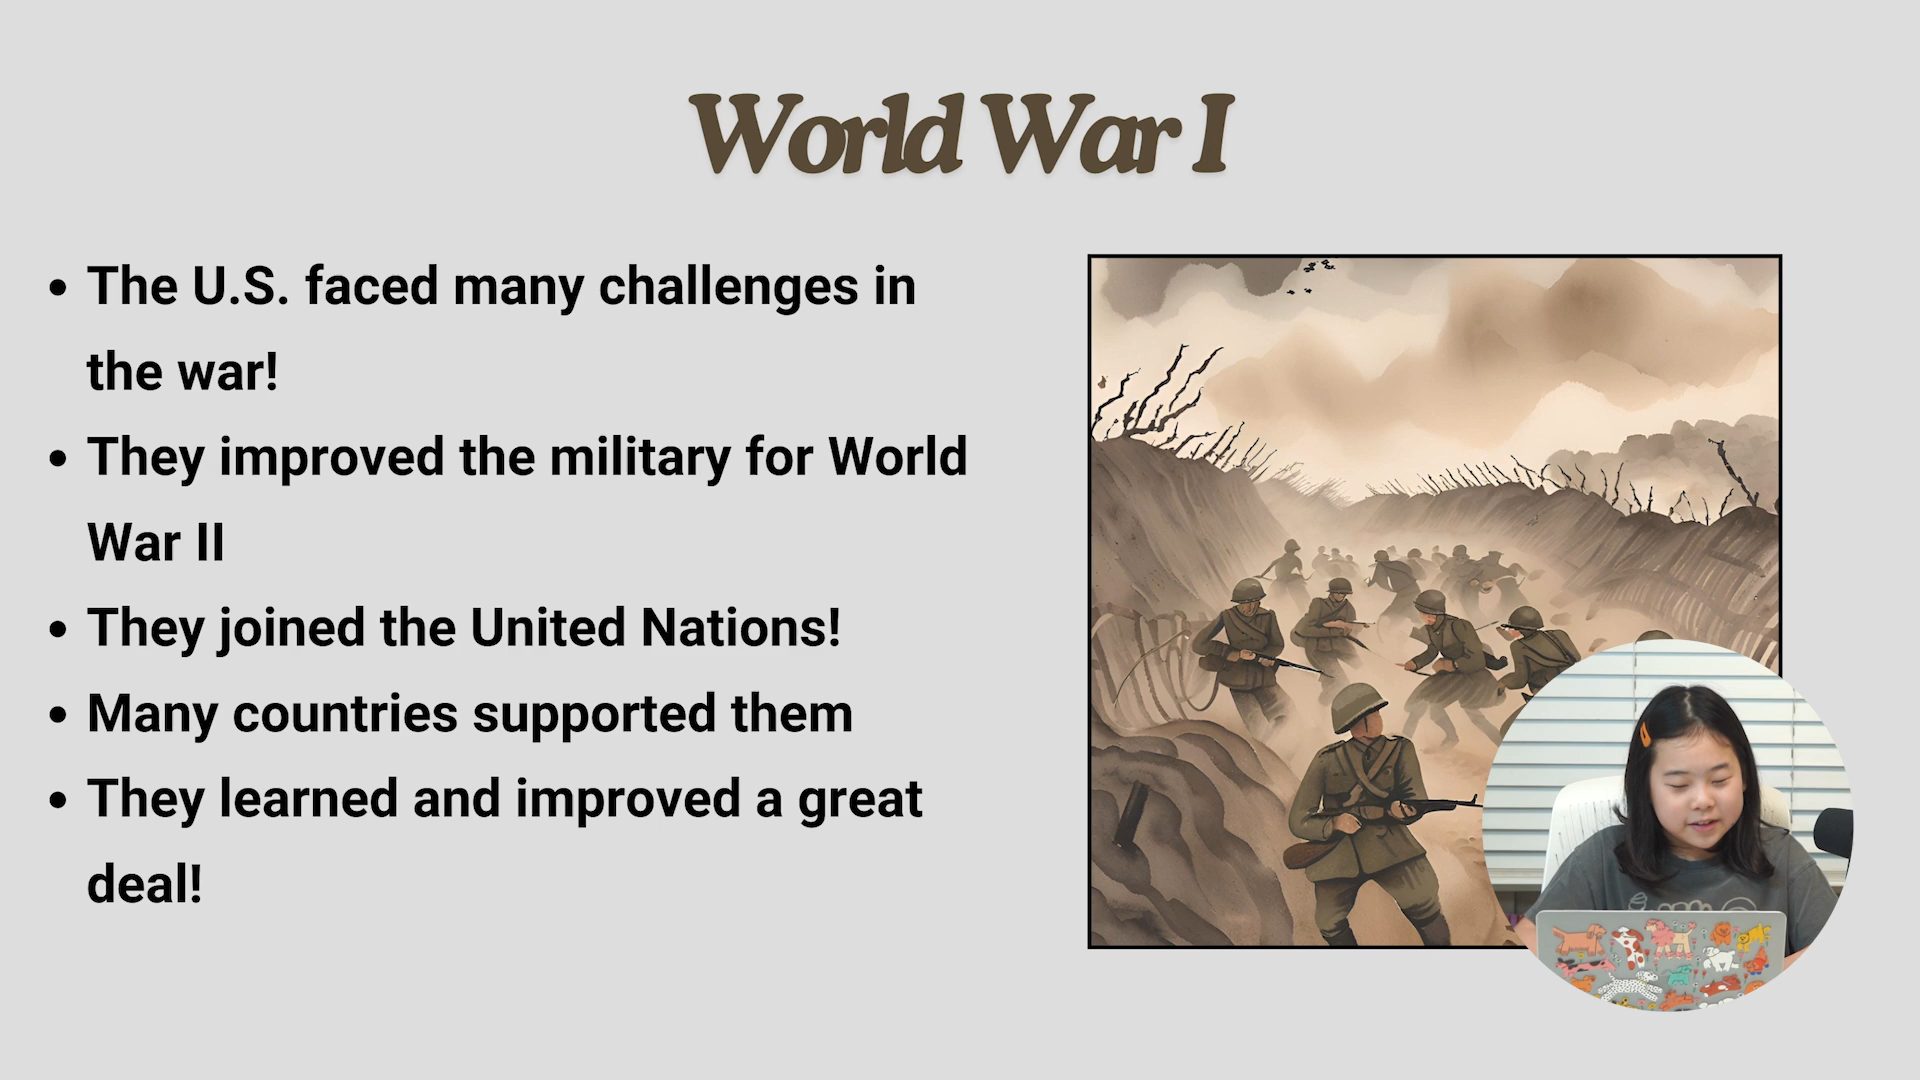 World War I
• The U.S. faced many challenges in
the war!
• They improved the military for World
War II
• They joined the United Nations!
• Many countries supported them
• They learned and improved a great
deal!